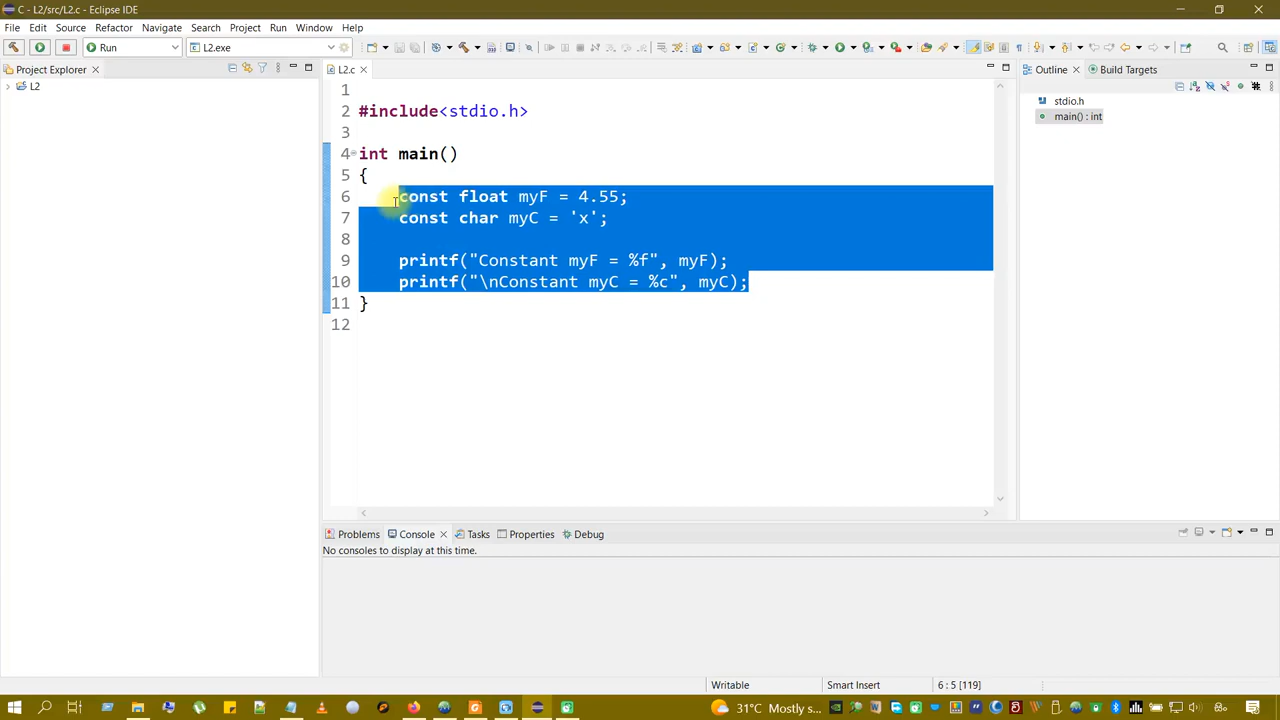 C - L2/src/L2.c - Eclipse IDE
File Edit Source Refactor Navigate Search Project Run Window Help
Run L2.exe
Project Explorer L2.c Outline Build Targets
L2
stdio.h
main() : int
1
2 #include<stdio.h>
3
4 int main()
5 {
6 const float myF = 4.55;
7 const char myC = 'x';
8
9 printf("Constant myF = %f", myF);
10 printf("\nConstant myC = %c", myC);
11 }
12
Problems Console Tasks Properties Debug
No consoles to display at this time.
Writable Smart Insert 6 : 5 [119]
31°C Mostly s...